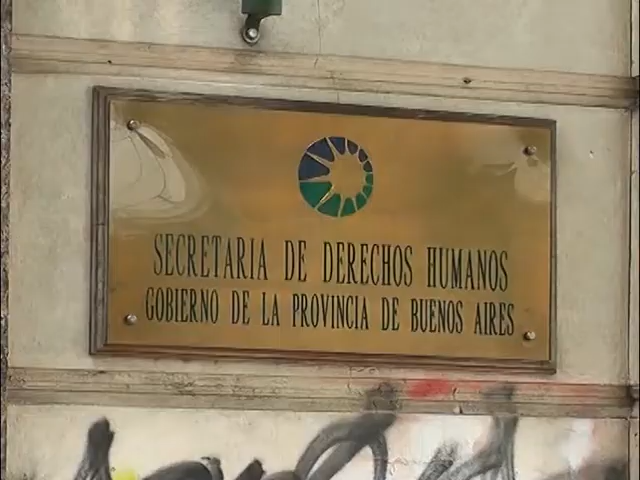 SECRETARIA DE DERECHOS HUMANOS
GOBIERNO DE LA PROVINCIA DE BUENOS AIRES